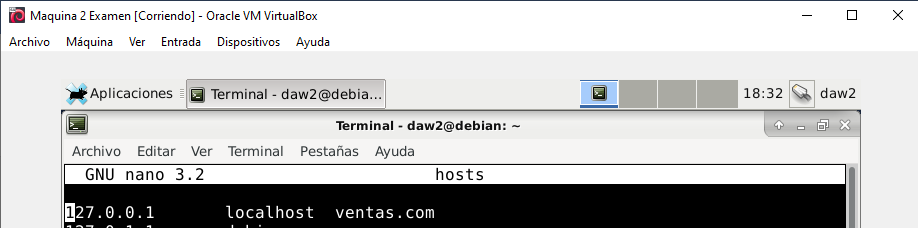 Maquina 2 Examen [Corriendo] - Oracle VM VirtualBox
Archivo Máquina Ver Entrada Dispositivos Ayuda
Aplicaciones Terminal - daw2@debia... 18:32 daw2
Terminal - daw2@debian: ~
Archivo Editar Ver Terminal Pestañas Ayuda
GNU nano 3.2 hosts
127.0.0.1 localhost ventas.com